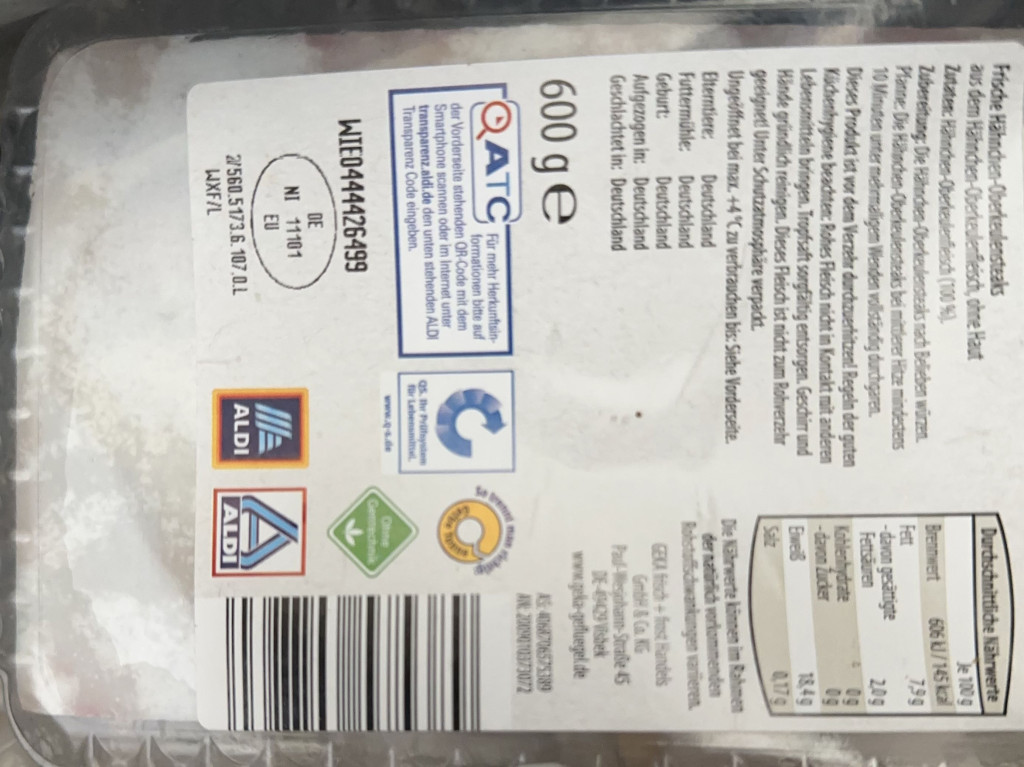 Frische Hähnchen-Oberkeulensteaks
aus dem Hähnchen-Oberkeulenfleisch, ohne Haut
Zutaten: Hähnchen-Oberkeulenfleisch (100 %).
Zubereitung: Die Hähnchen-Oberkeulensteaks nach Belieben würzen.
Pfanne: Die Hähnchen-Oberkeulensteaks bei mittlerer Hitze mindestens
10 Minuten unter mehrmaligem Wenden vollständig durchgaren.
Dieses Produkt ist vor dem Verzehr durchzuerhitzen! Regeln der guten
Küchenhygiene beachten: Rohes Fleisch nicht in Kontakt mit anderen
Lebensmitteln bringen. Tropfsaft sorgfältig entsorgen. Geschirr und
Hände gründlich reinigen. Dieses Fleisch ist nicht zum Rohverzehr
geeignet! Unter Schutzatmosphäre verpackt.
Ungeöffnet bei max. +4 °C zu verbrauchen bis: Siehe Vorderseite.
Elterntiere: Deutschland
Futtermühle: Deutschland
Geburt: Deutschland
Aufgezogen in: Deutschland
Geschlachtet in: Deutschland
600 g e
ATC
Für mehr Herkunftsin-
formationen bitte auf
der Vorderseite stehenden QR-Code mit dem
Smartphone scannen oder im Internet unter
transparenz.aldi.de den unten stehenden ALDI
Transparenz Code eingeben.
WIE0444426499
DE
NI 11101
EU
2/560.5173.6.107.0.L
WXF/L
Durchschnittliche Nährwerte
Je 100 g
Brennwert 606 kJ / 145 kcal
Fett 7,9 g
-davon gesättigte
Fettsäuren 2,0 g
Kohlenhydrate 0 g
-davon Zucker 0 g
Eiweiß 18,4 g
Salz 0,17 g
Die Nährwerte können im Rahmen
der natürlich vorkommenden
Rohstoffschwankungen variieren.
GEKA frisch + frost Handels
GmbH & Co. KG
Paul-Wesjohann-Straße 45
DE-49429 Visbek
www.geka-gefluegel.de
QS. Ihr Prüfsystem
für Lebensmittel.
www.q-s.de
Ohne
Gentechnik
ALDI
ALDI